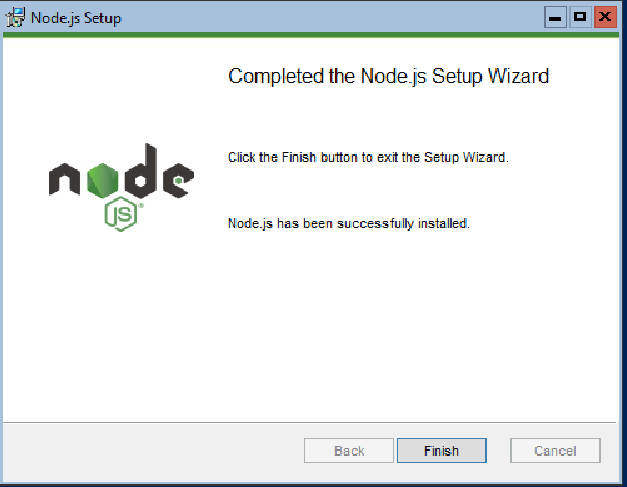 Node.js Setup
Completed the Node.js Setup Wizard
Click the Finish button to exit the Setup Wizard.
node
JS
Node.js has been successfully installed.
Back
Finish
Cancel